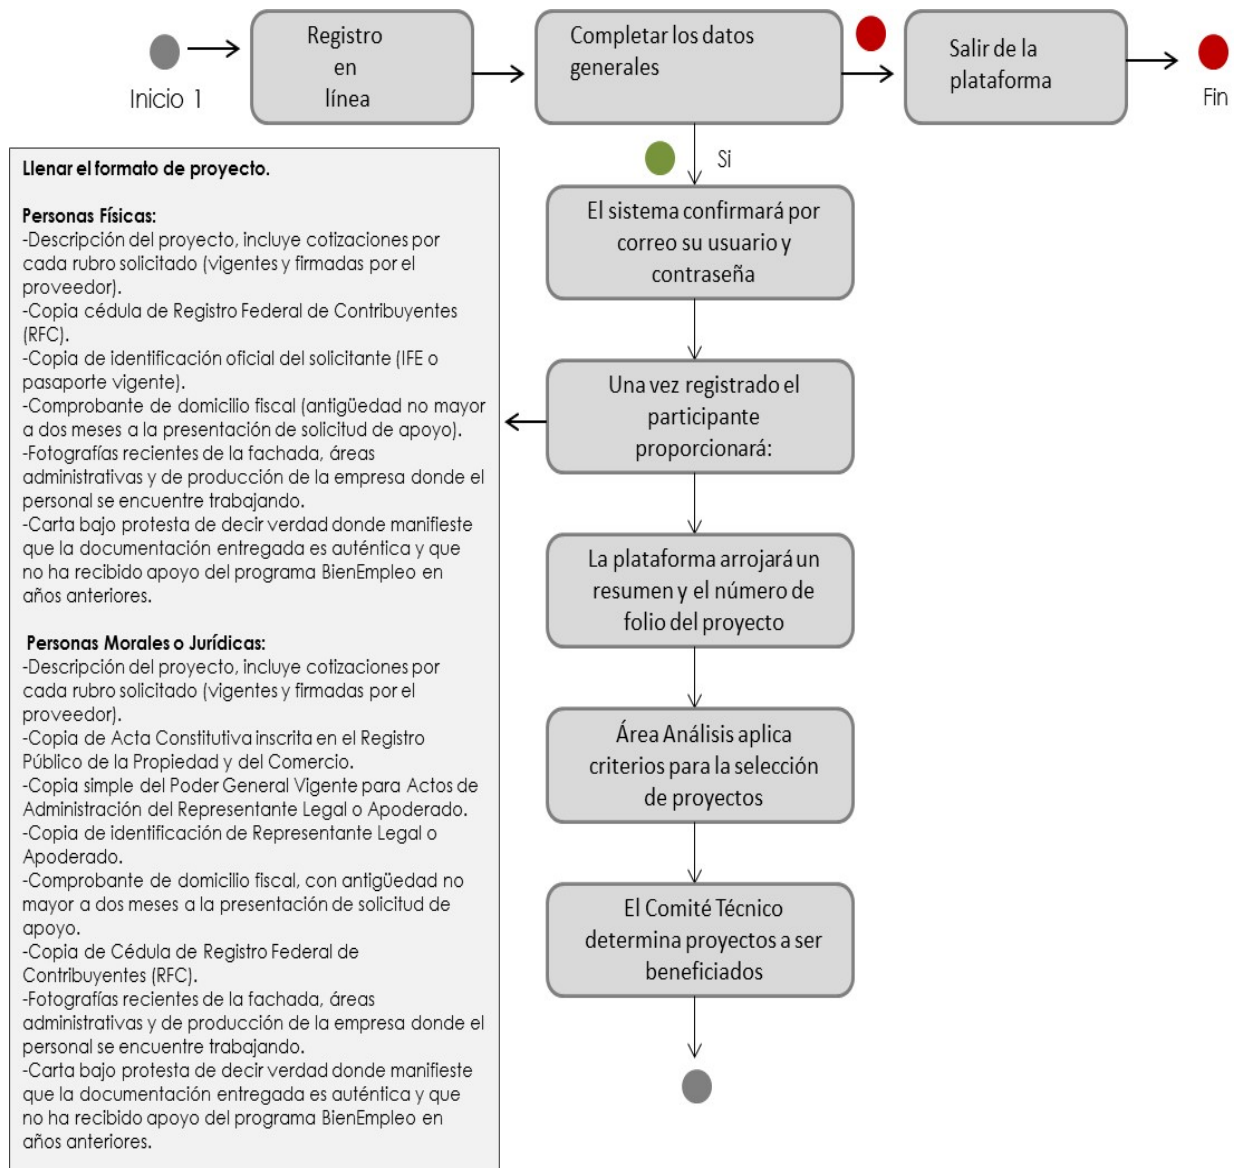 Inicio 1
Registro
en
línea
Completar los datos
generales
Salir de la
plataforma
Fin
Si
El sistema confirmará por
correo su usuario y
contraseña
Una vez registrado el
participante
proporcionará:
La plataforma arrojará un
resumen y el número de
folio del proyecto
Área Análisis aplica
criterios para la selección
de proyectos
El Comité Técnico
determina proyectos a ser
beneficiados
Llenar el formato de proyecto.
Personas Físicas:
-Descripción del proyecto, incluye cotizaciones por
cada rubro solicitado (vigentes y firmadas por el
proveedor).
-Copia cédula de Registro Federal de Contribuyentes
(RFC).
-Copia de identificación oficial del solicitante (IFE o
pasaporte vigente).
-Comprobante de domicilio fiscal (antigüedad no mayor
a dos meses a la presentación de solicitud de apoyo).
-Fotografías recientes de la fachada, áreas
administrativas y de producción de la empresa donde el
personal se encuentre trabajando.
-Carta bajo protesta de decir verdad donde manifieste
que la documentación entregada es auténtica y que
no ha recibido apoyo del programa BienEmpleo en
años anteriores.
Personas Morales o Jurídicas:
-Descripción del proyecto, incluye cotizaciones por
cada rubro solicitado (vigentes y firmadas por el
proveedor).
-Copia de Acta Constitutiva inscrita en el Registro
Público de la Propiedad y del Comercio.
-Copia simple del Poder General Vigente para Actos de
Administración del Representante Legal o Apoderado.
-Copia de identificación de Representante Legal o
Apoderado.
-Comprobante de domicilio fiscal, con antigüedad no
mayor a dos meses a la presentación de solicitud de
apoyo.
-Copia de Cédula de Registro Federal de
Contribuyentes (RFC).
-Fotografías recientes de la fachada, áreas
administrativas y de producción de la empresa donde el
personal se encuentre trabajando.
-Carta bajo protesta de decir verdad donde manifieste
que la documentación entregada es auténtica y que
no ha recibido apoyo del programa BienEmpleo en
años anteriores.